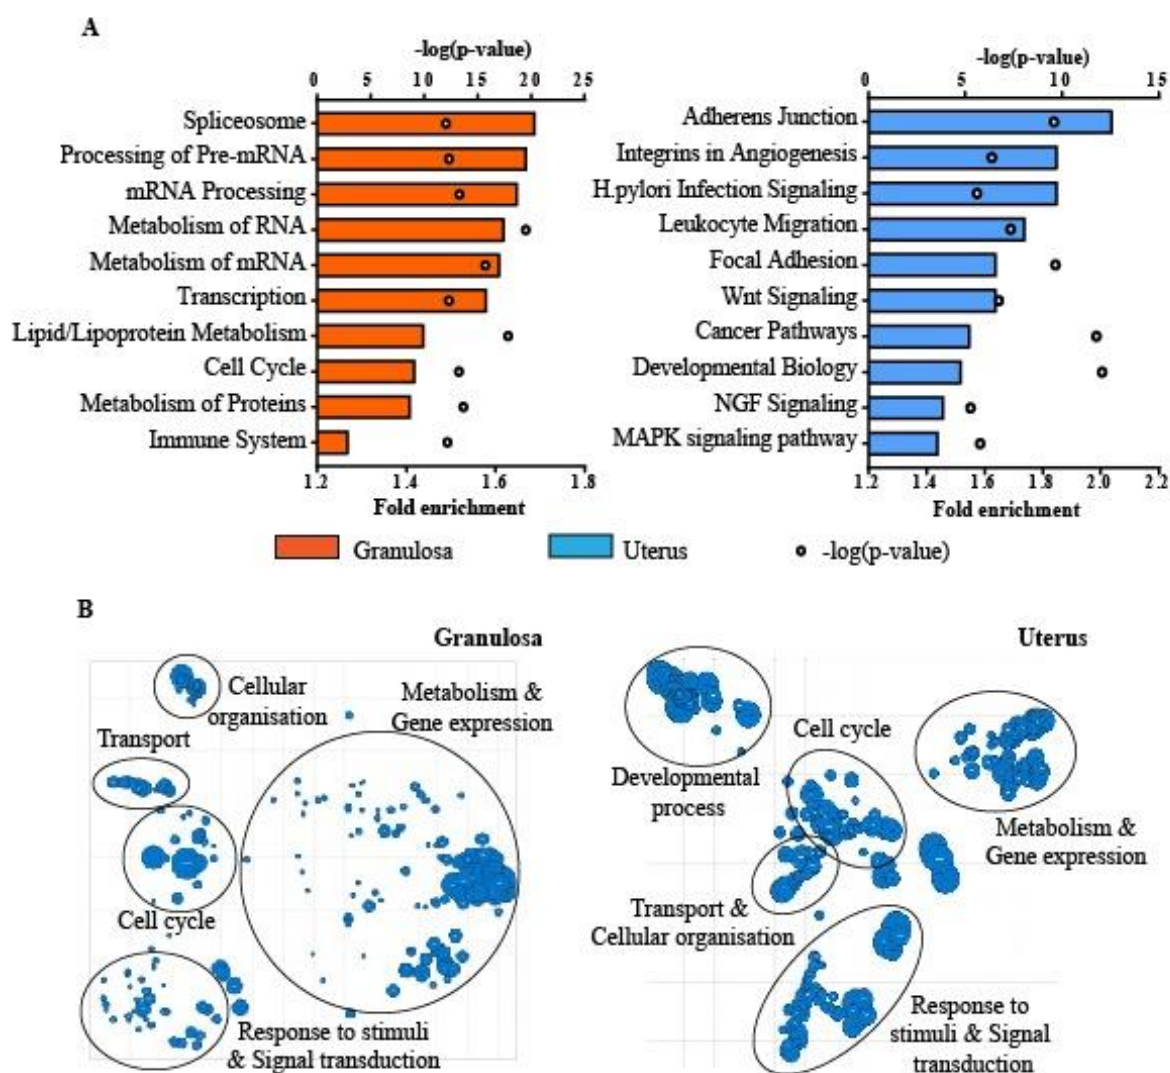 A
-log(p-value)
0 5 10 15 20 25
Spliceosome
Processing of Pre-mRNA
mRNA Processing
Metabolism of RNA
Metabolism of mRNA
Transcription
Lipid/Lipoprotein Metabolism
Cell Cycle
Metabolism of Proteins
Immune System
1.2 1.4 1.6 1.8
Fold enrichment
-log(p-value)
0 5 10 15
Adherens Junction
Integrins in Angiogenesis
H.pylori Infection Signaling
Leukocyte Migration
Focal Adhesion
Wnt Signaling
Cancer Pathways
Developmental Biology
NGF Signaling
MAPK signaling pathway
1.2 1.4 1.6 1.8 2.0 2.2
Fold enrichment
Granulosa
Uterus
-log(p-value)
B
Granulosa
Cellular
organisation
Metabolism &
Gene expression
Transport
Cell cycle
Response to stimuli
& Signal transduction
Uterus
Cell cycle
Developmental
process
Metabolism &
Gene expression
Transport &
Cellular organisation
Response to
stimuli & Signal
transduction